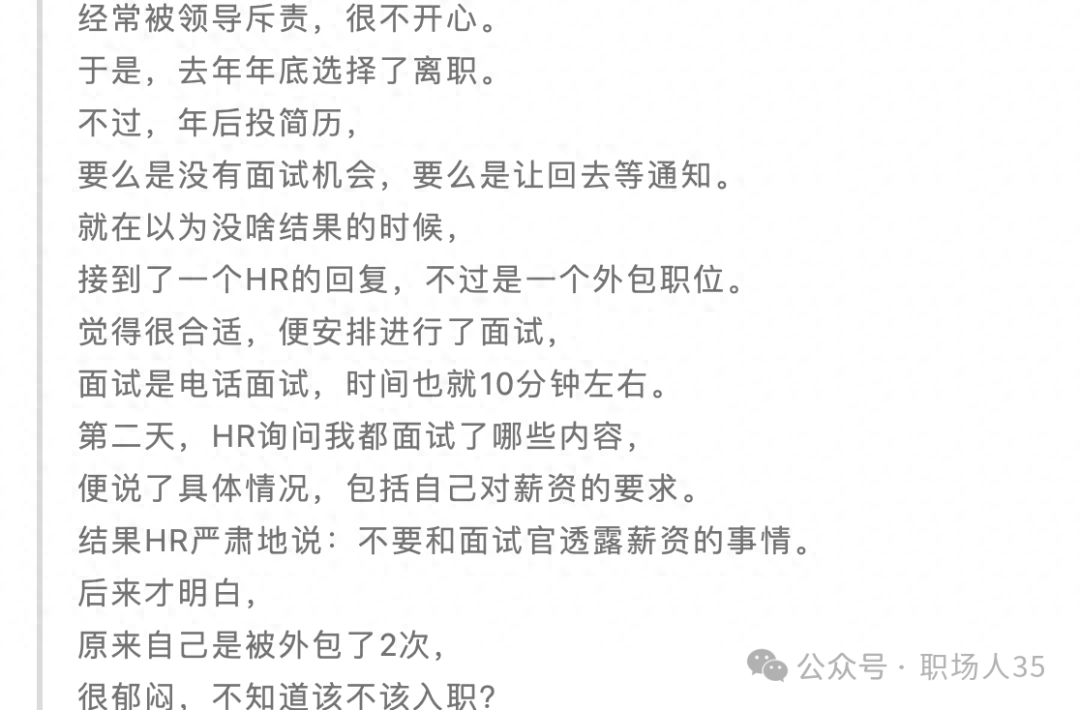 经常被领导斥责，很不开心。
于是，去年年底选择了离职。
不过，年后投简历，
要么是没有面试机会，要么是让回去等通知。
就在以为没啥结果的时候，
接到了一个HR的回复，不过是一个外包职位。
觉得很合适，便安排进行了面试，
面试是电话面试，时间也就10分钟左右。
第二天，HR询问我都面试了哪些内容，
便说了具体情况，包括自己对薪资的要求。
结果HR严肃地说：不要和面试官透露薪资的事情。
后来才明白，
原来自己是被外包了2次，
很郁闷，不知道该不该入职?
公众号 · 职场人35